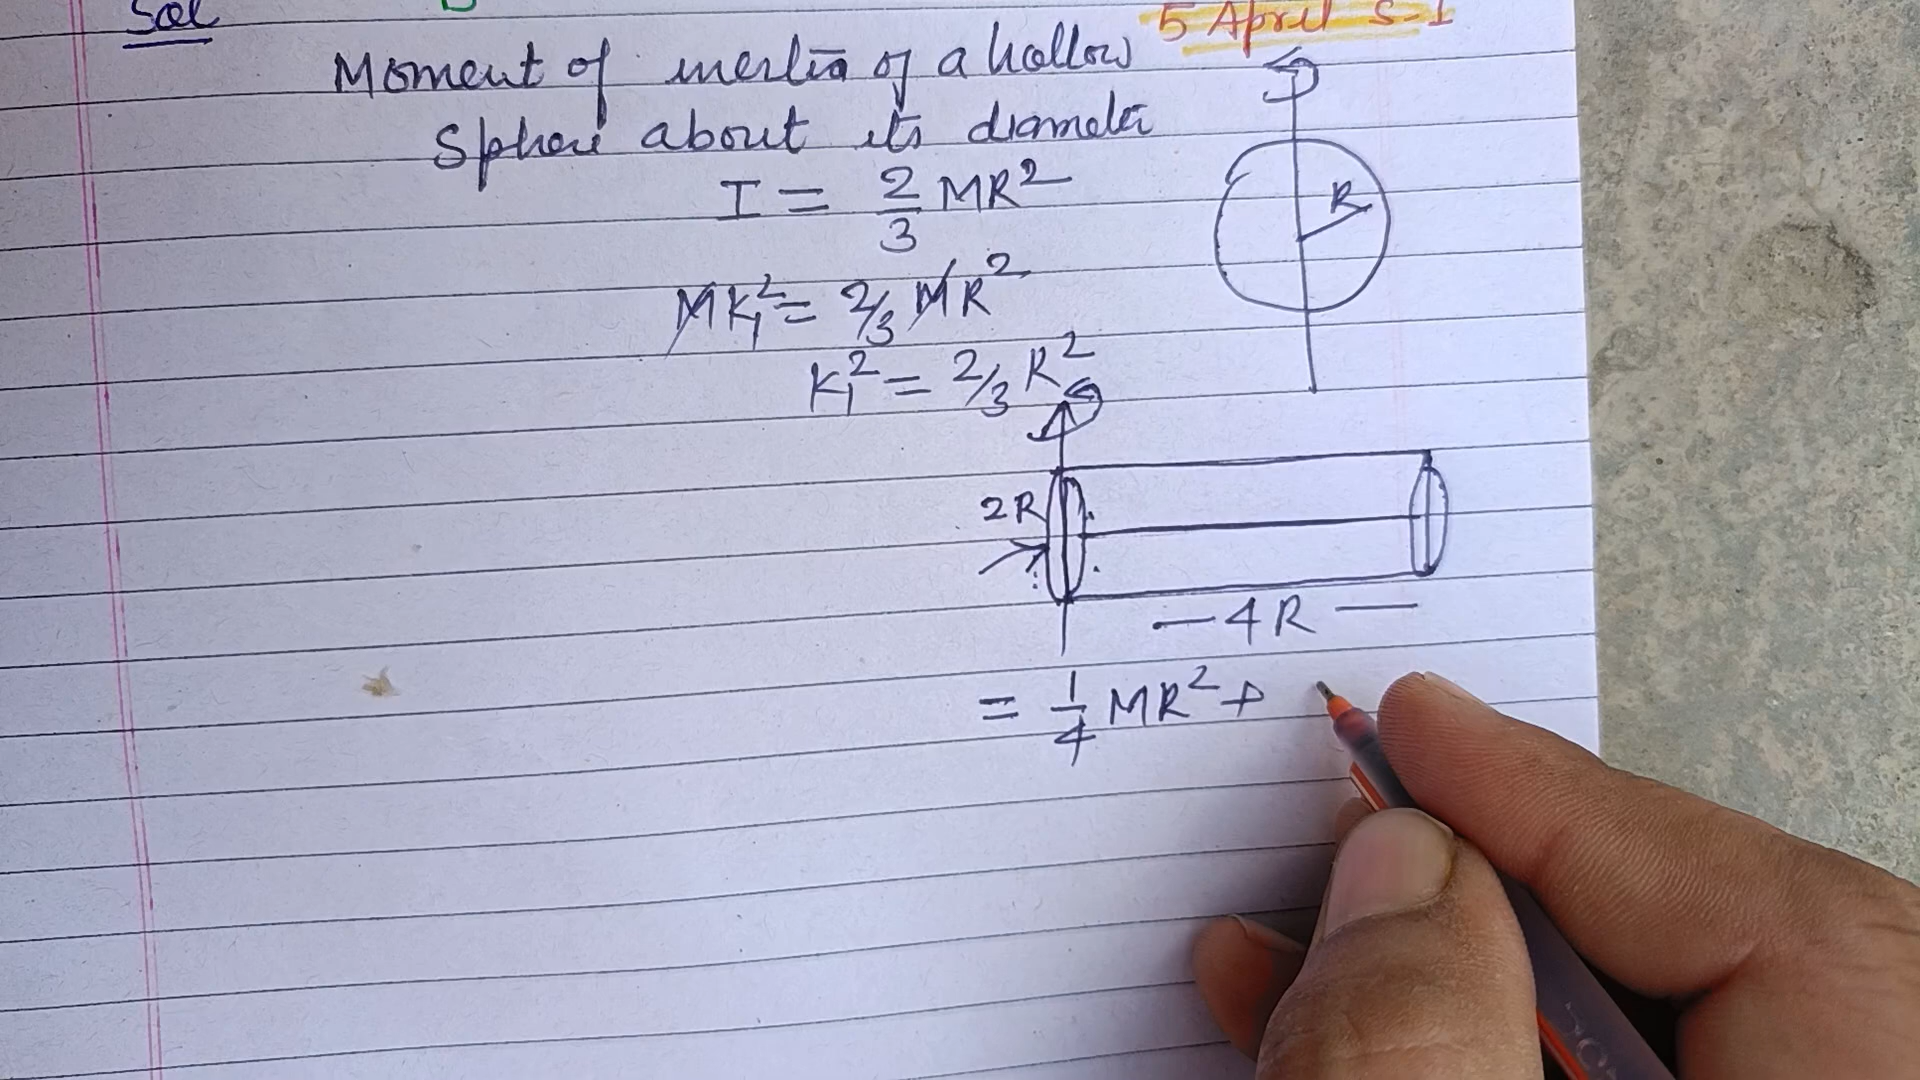 Sol
5 April S-I
Moment of inertia of a hollow
Sphere about its diameter
I = 2/3 MR²
R
MK₁² = 2/3 MR²
K₁² = 2/3 R²
2R
4R
= 1/4 MR² +